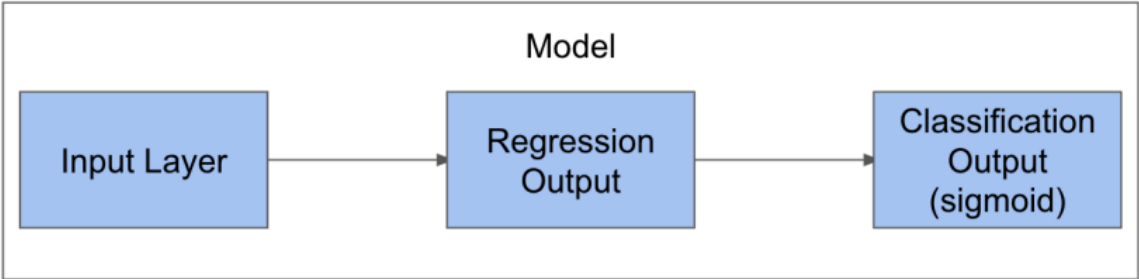 Model
Input Layer
Regression
Output
Classification
Output
(sigmoid)